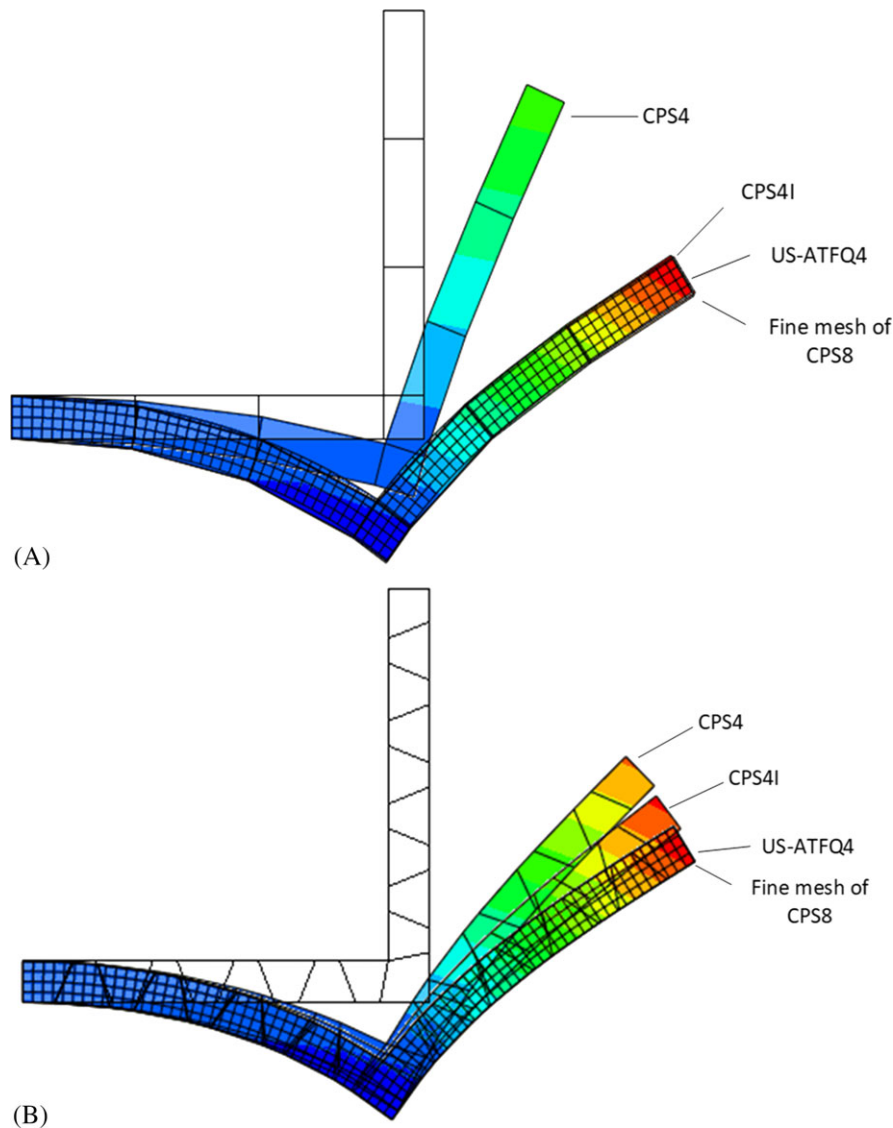 CPS4
CPS4I
US-ATFQ4
Fine mesh of
CPS8
(A)
CPS4
CPS4I
US-ATFQ4
Fine mesh of
CPS8
(B)